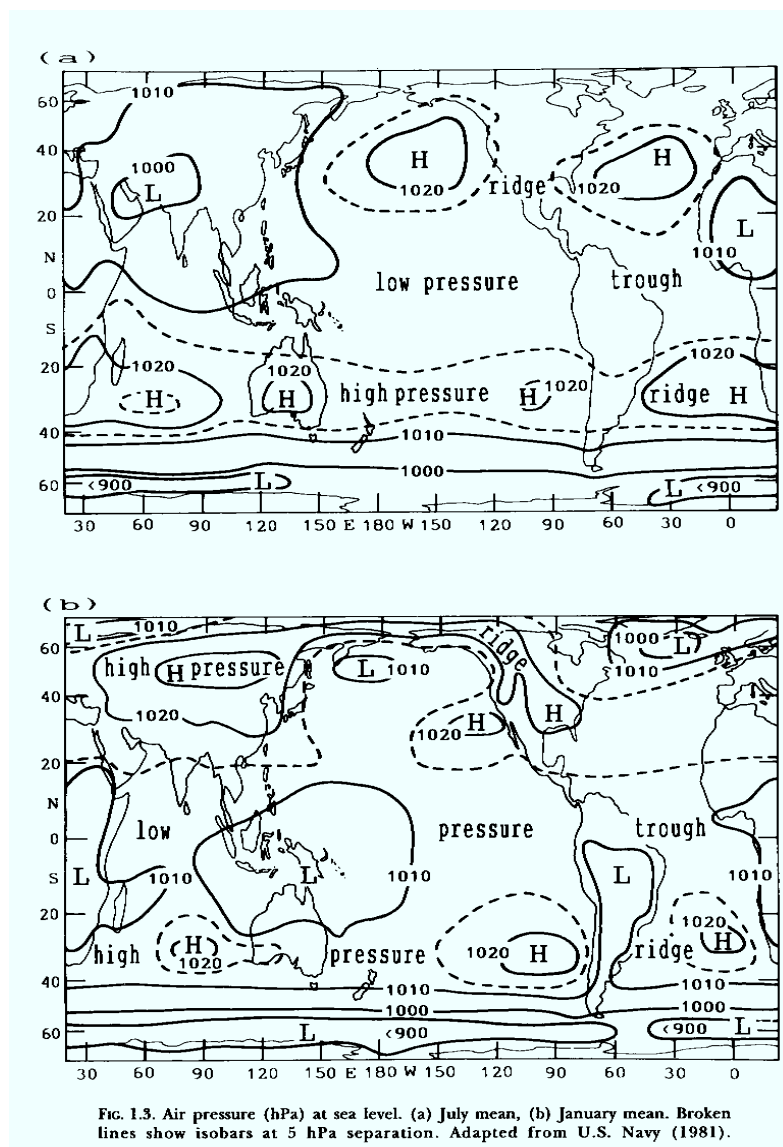 (a)
60
1010
40
1000
H
H
L
1020
ridge
1020
20
L
N
1010
0
low pressure
trough
S
20
1020
1020
1020
H
H
high pressure
H
1020
ridge
H
40
1010
1000
60
<900
L
L
<900
30 60 90 120 150 E 180 W 150 120 90 60 30 0
(b)
L
1010
ridge
1000
L
60
high
H
pressure
L
1010
1010
40
1020
1020
H
H
20
N
low
pressure
trough
0
L
1010
L
1010
L
1010
S
20
high
H
1020
pressure
1020
H
ridge
1020
H
40
1010
1010
1000
1000
60
L
<900
<900
L
30 60 90 120 150 E 180 W 150 120 90 60 30 0
FIG. 1.3. Air pressure (hPa) at sea level. (a) July mean, (b) January mean. Broken
lines show isobars at 5 hPa separation. Adapted from U.S. Navy (1981).